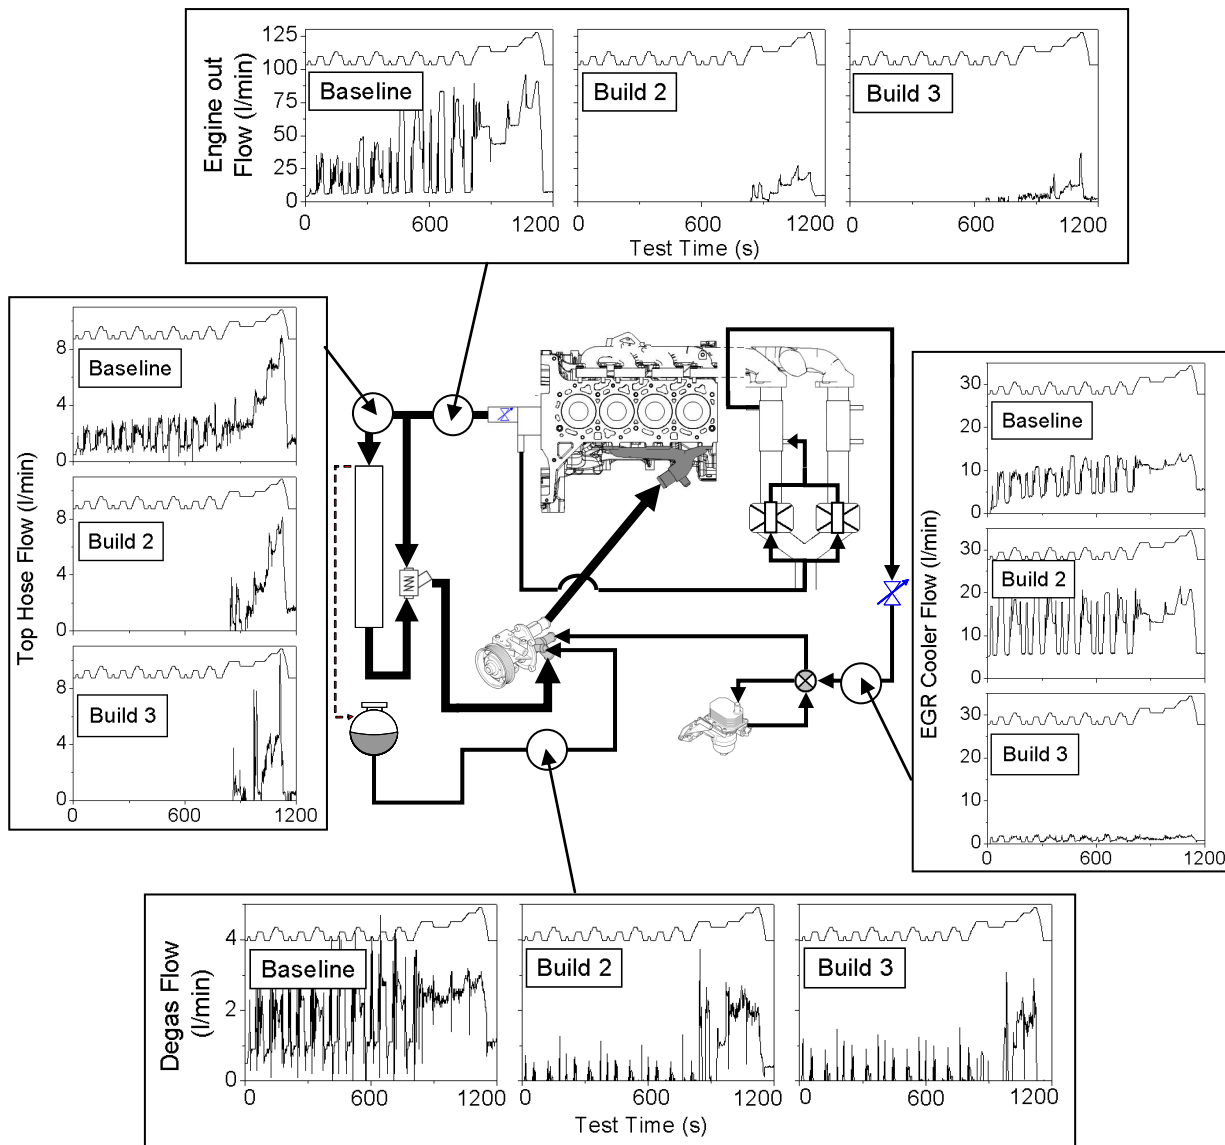 Engine out
Flow (l/min)
125
100
75
50
25
0
Baseline
Build 2
Build 3
0
600
1200
0
600
1200
0
600
1200
Test Time (s)
Top Hose Flow (l/min)
8
4
0
Baseline
8
4
0
Build 2
8
4
0
Build 3
0
600
1200
EGR Cooler Flow (l/min)
30
20
10
0
Baseline
30
20
10
0
Build 2
30
20
10
0
Build 3
0
600
1200
Degas Flow
(l/min)
4
2
0
Baseline
Build 2
Build 3
0
600
1200
0
600
1200
0
600
1200
Test Time (s)